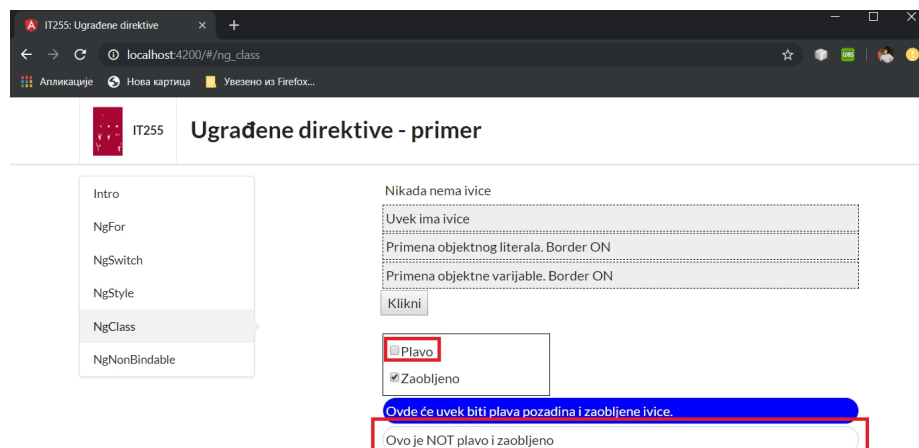 IT255: Ugrađene direktive
localhost:4200/#/ng_class
CORS
Апликације Нова картица Увезено из Firefox...
IT255 Ugrađene direktive - primer
Intro
NgFor
NgSwitch
NgStyle
NgClass
NgNonBindable
Nikada nema ivice
Uvek ima ivice
Primena objektnog literala. Border ON
Primena objektne varijable. Border ON
Klikni
Plavo
Zaobljeno
Ovde će uvek biti plava pozadina i zaobljene ivice.
Ovo je NOT plavo i zaobljeno